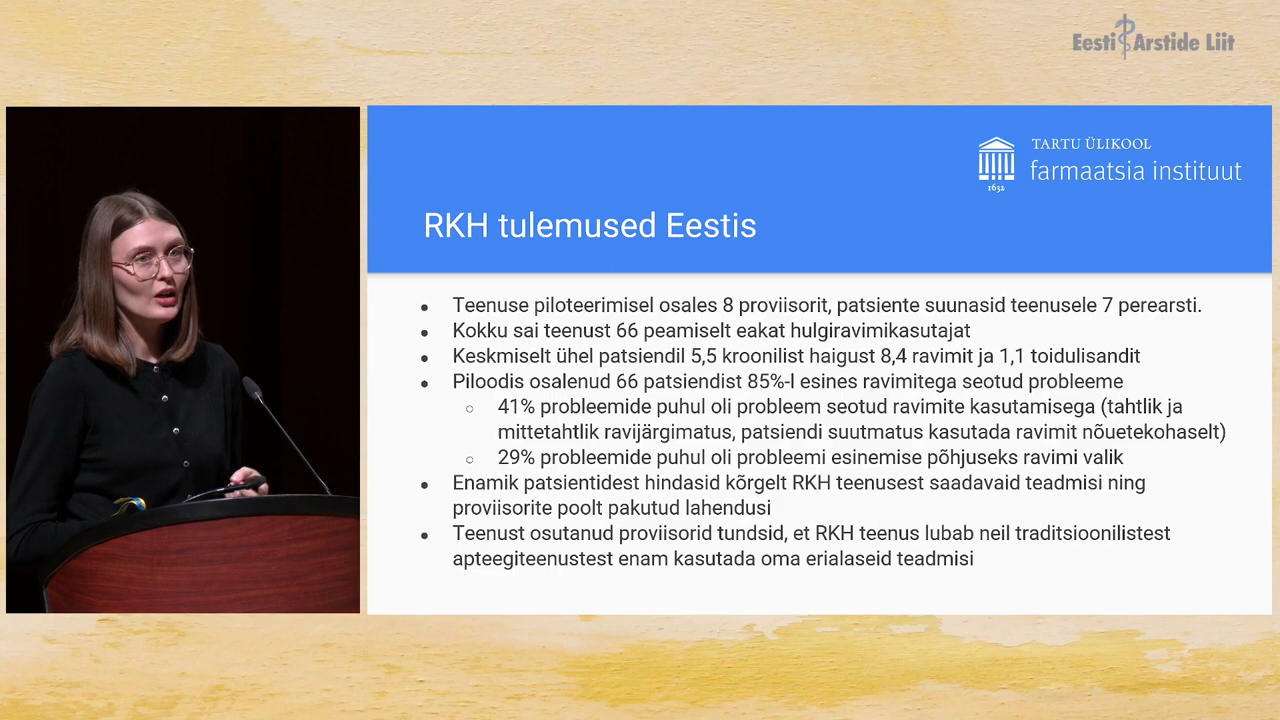 Eesti Arstide Liit
TARTU ÜLIKOOL
farmaatsia instituut
1632
RKH tulemused Eestis
Teenuse piloteerimisel osales 8 proviisorit, patsiente suunasid teenusele 7 perearsti.
Kokku sai teenust 66 peamiselt eakat hulgiravimikasutajat
Keskmiselt ühel patsiendil 5,5 kroonilist haigust 8,4 ravimit ja 1,1 toidulisandit
Piloodis osalenud 66 patsiendist 85%-l esines ravimitega seotud probleeme
41% probleemide puhul oli probleem seotud ravimite kasutamisega (tahtlik ja
mittetahtlik ravijärgimatus, patsiendi suutmatus kasutada ravimit nõuetekohaselt)
29% probleemide puhul oli probleemi esinemise põhjuseks ravimi valik
Enamik patsientidest hindasid kõrgelt RKH teenusest saadavaid teadmisi ning
proviisorite poolt pakutud lahendusi
Teenust osutanud proviisorid tundsid, et RKH teenus lubab neil traditsioonilistest
apteegiteenustest enam kasutada oma erialaseid teadmisi